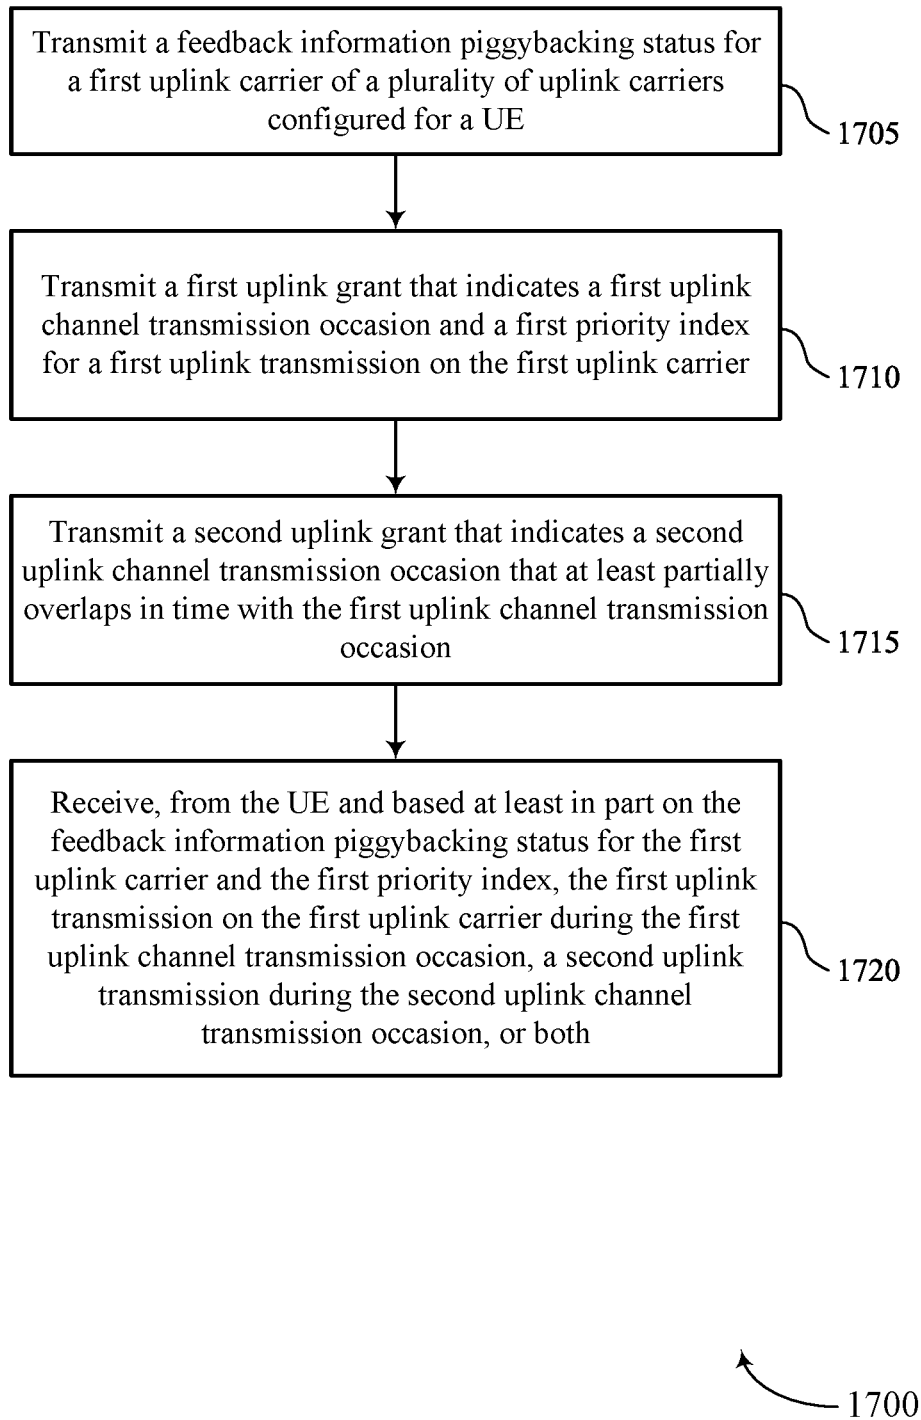 Transmit a feedback information piggybacking status for
a first uplink carrier of a plurality of uplink carriers
configured for a UE
1705
Transmit a first uplink grant that indicates a first uplink
channel transmission occasion and a first priority index
for a first uplink transmission on the first uplink carrier
1710
Transmit a second uplink grant that indicates a second
uplink channel transmission occasion that at least partially
overlaps in time with the first uplink channel transmission
occasion
1715
Receive, from the UE and based at least in part on the
feedback information piggybacking status for the first
uplink carrier and the first priority index, the first uplink
transmission on the first uplink carrier during the first
uplink channel transmission occasion, a second uplink
transmission during the second uplink channel
transmission occasion, or both
1720
1700